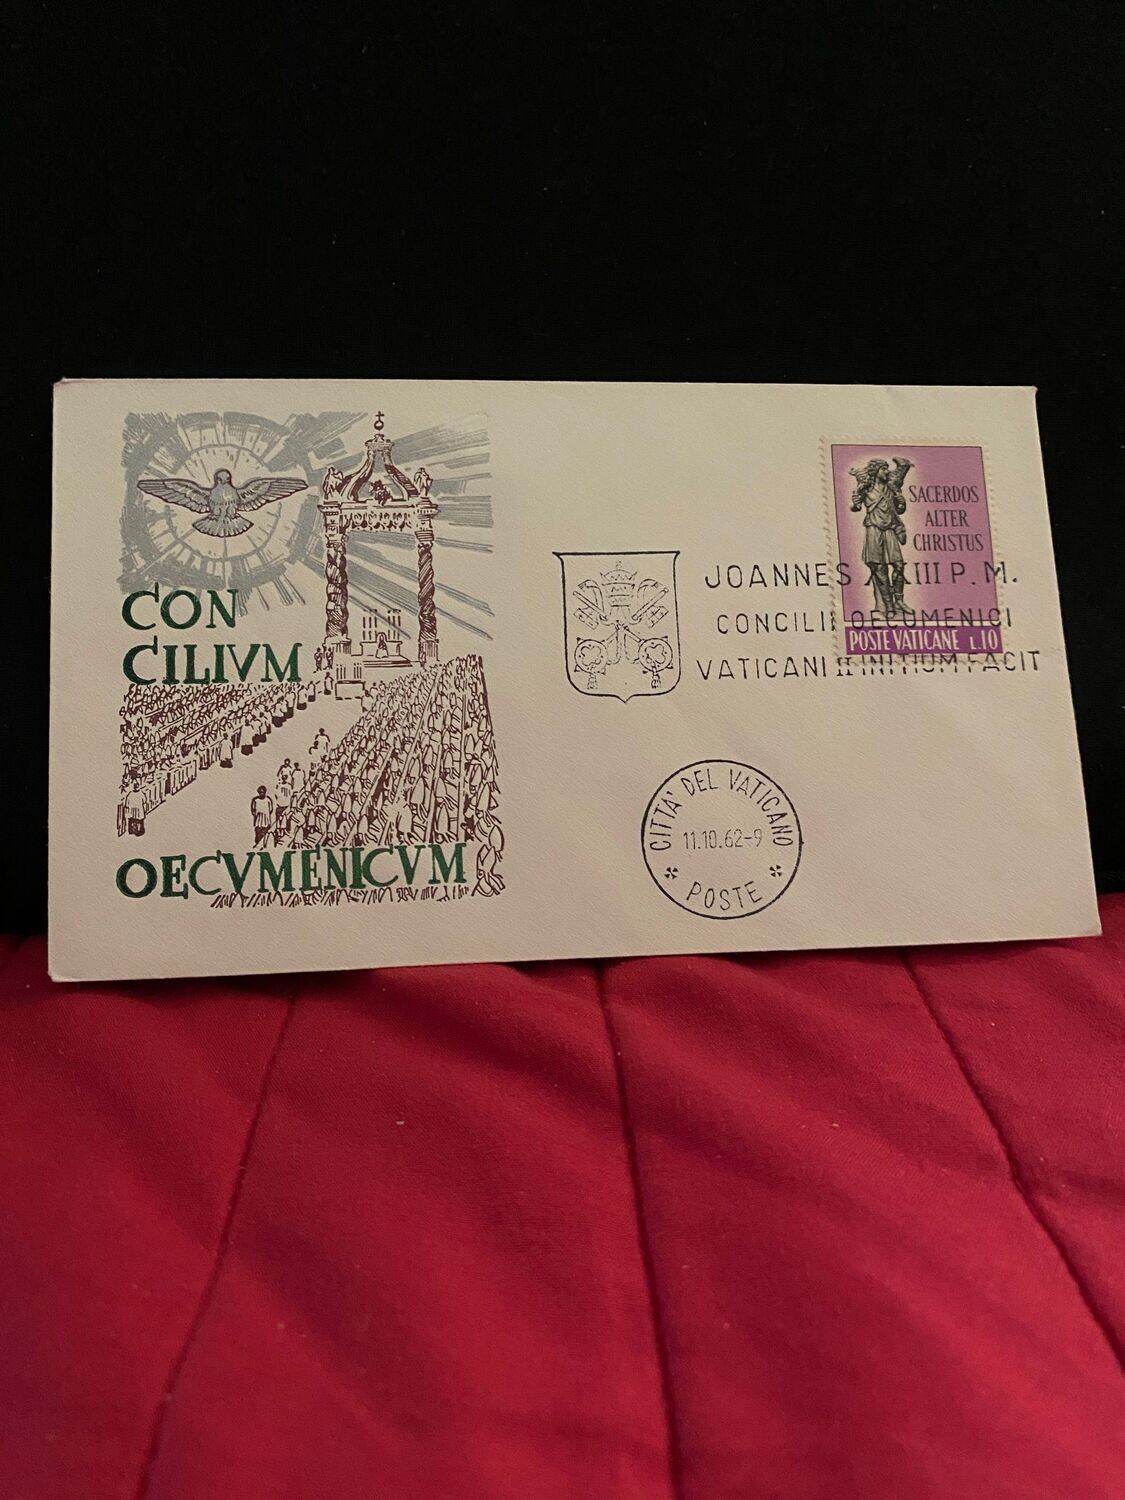 CON
CILIVM
OECVMENICVM
SACERDOS
ALTER
CHRISTUS
POSTE VATICANE L.10
JOANNES XXIII P.M.
CONCILII OECUMENICI
VATICANI II INITIUM FACIT
CITTA' DEL VATICANO
11.10.62-9
POSTE